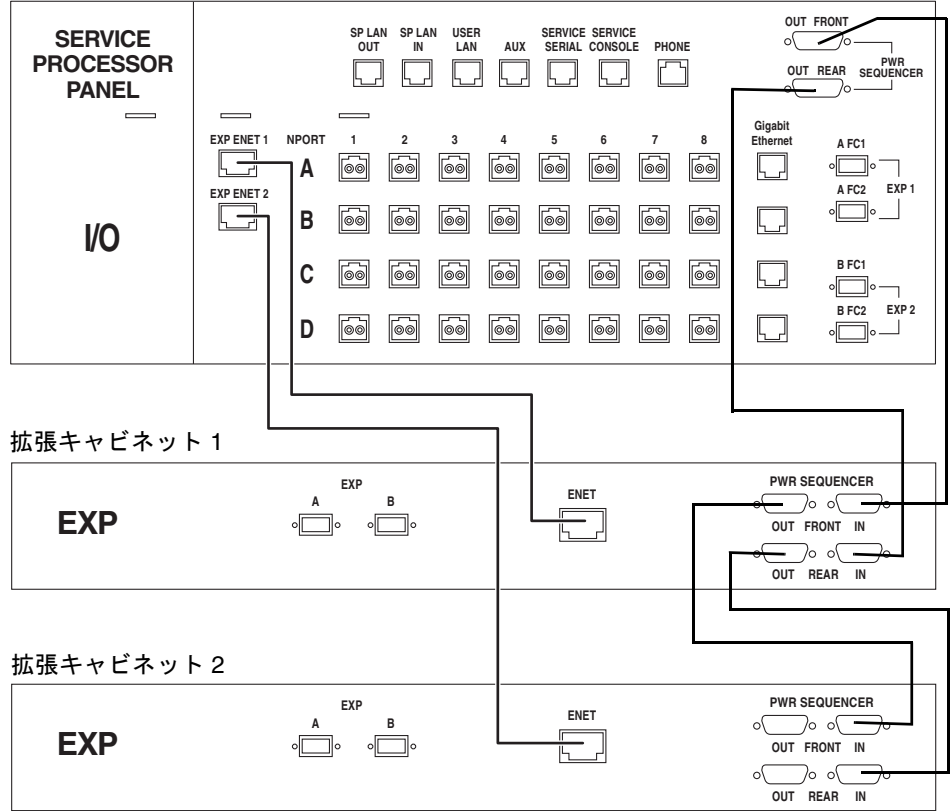 SERVICE
PROCESSOR
PANEL
SP LAN
OUT
SP LAN
IN
USER
LAN
AUX
SERVICE
SERIAL
SERVICE
CONSOLE
PHONE
OUT FRONT
OUT REAR
PWR
SEQUENCER
I/O
EXP ENET 1
EXP ENET 2
NPORT 1 2 3 4 5 6 7 8
A
B
C
D
Gigabit
Ethernet
A FC1
A FC2
EXP 1
B FC1
B FC2
EXP 2
拡張キャビネット 1
EXP
EXP
A B
ENET
PWR SEQUENCER
OUT FRONT IN
OUT REAR IN
拡張キャビネット 2
EXP
EXP
A B
ENET
PWR SEQUENCER
OUT FRONT IN
OUT REAR IN